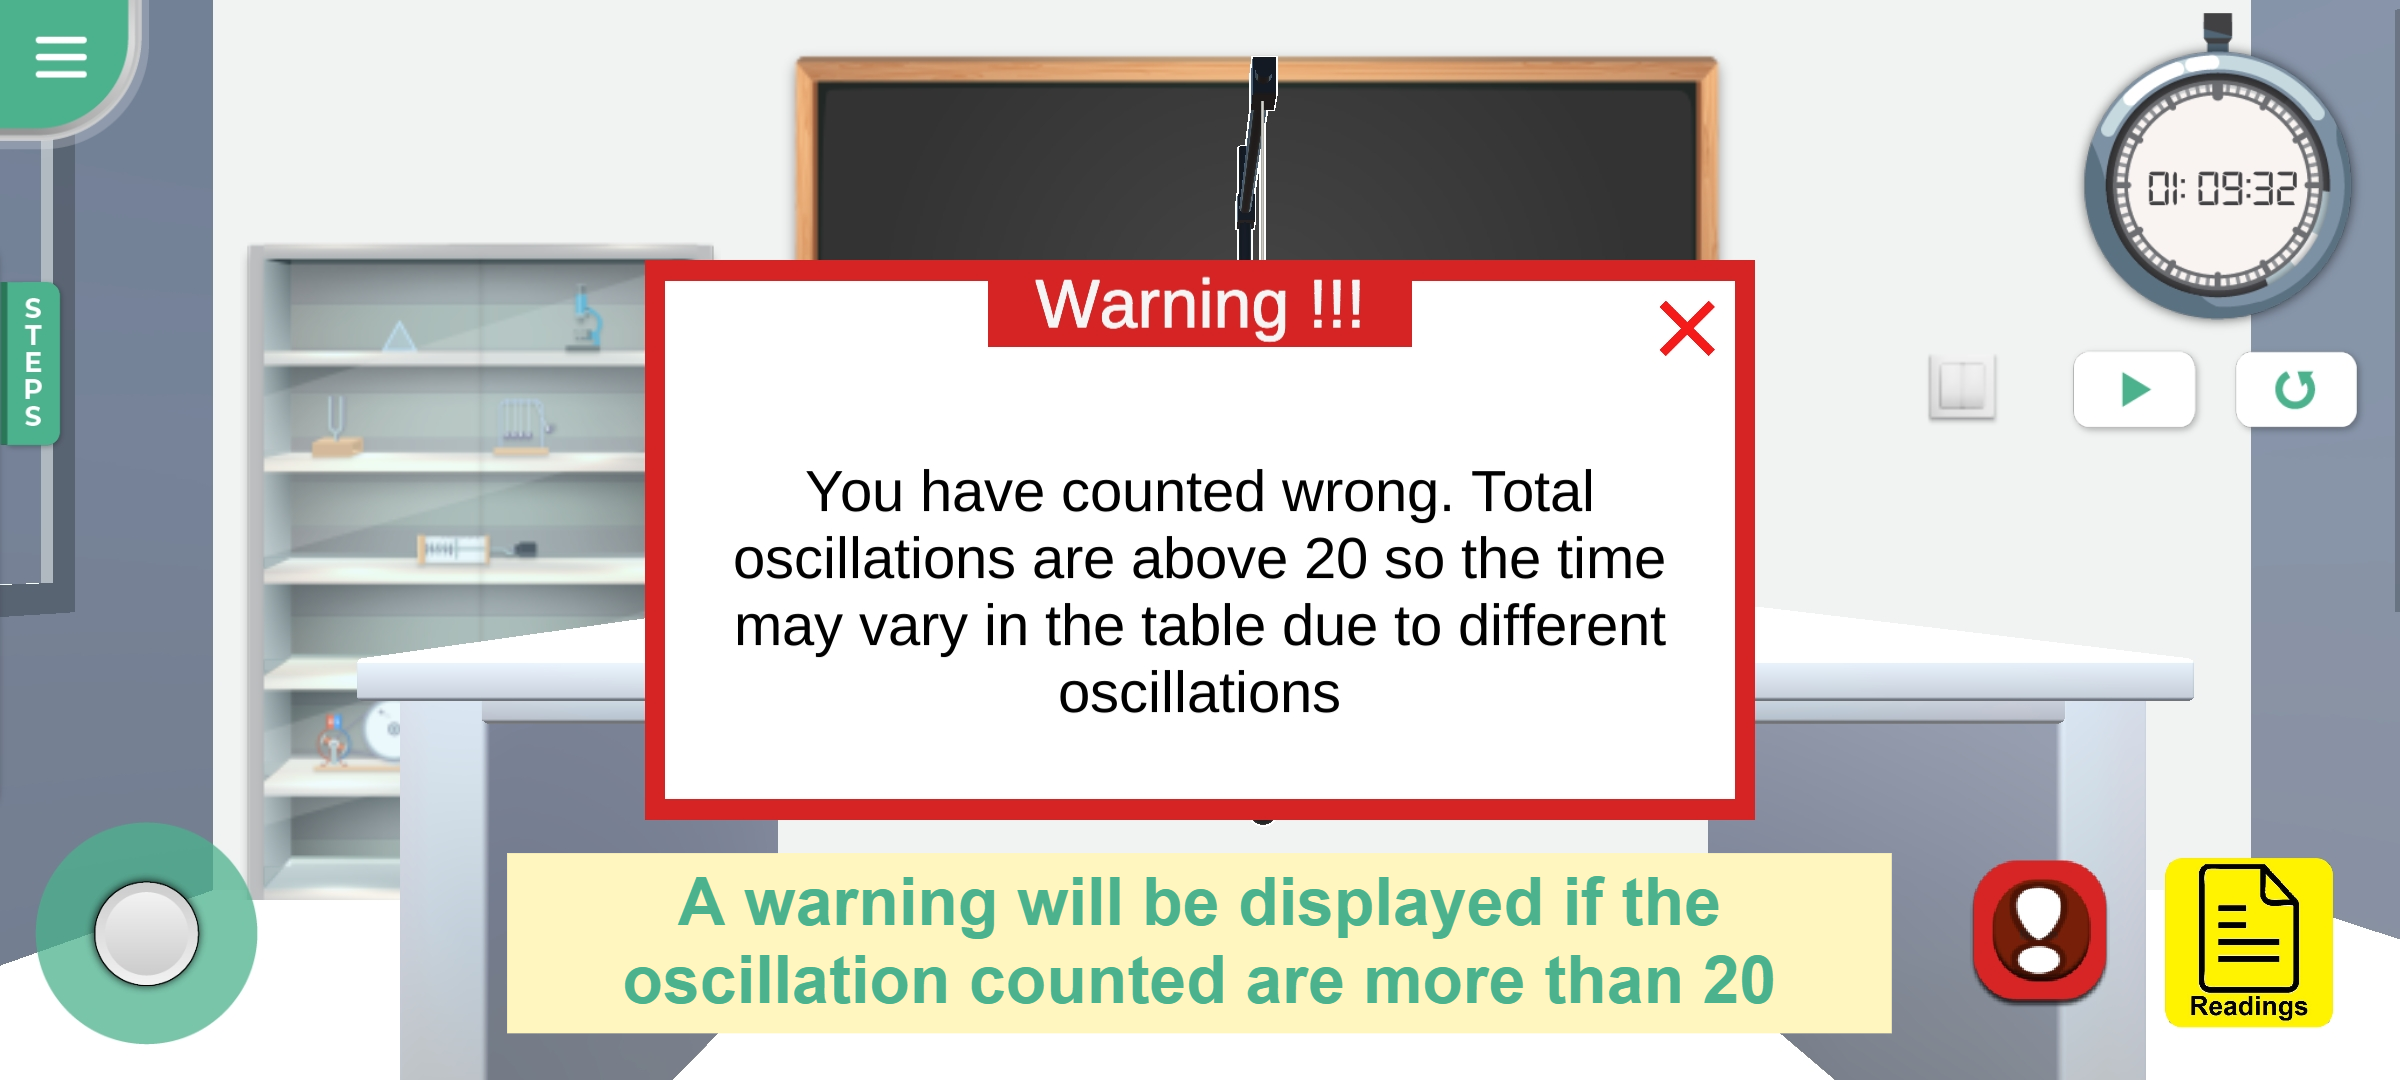 STEPS
01:09:32
Warning !!!
You have counted wrong. Total
oscillations are above 20 so the time
may vary in the table due to different
oscillations
A warning will be displayed if the
oscillation counted are more than 20
Readings